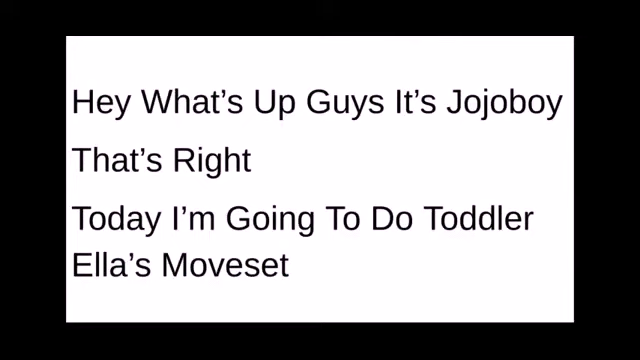 Hey What’s Up Guys It’s Jojoboy
That’s Right
Today I’m Going To Do Toddler
Ella’s Moveset